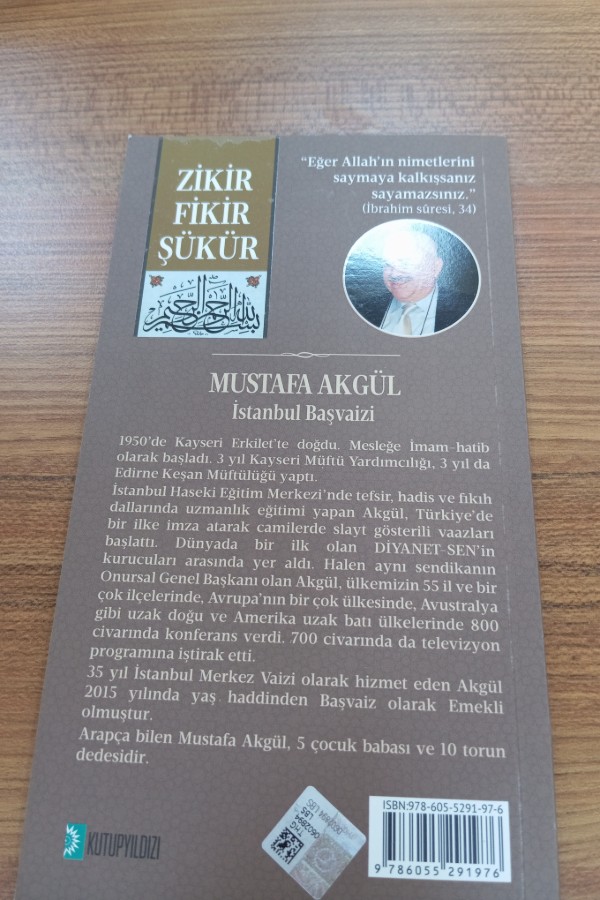 ZİKİR
FİKİR
ŞÜKÜR
بسم الله الرحمن الرحيم
“Eğer Allah’ın nimetlerini
saymaya kalkışsanız
sayamazsınız.”
(İbrahim sûresi, 34)
MUSTAFA AKGÜL
İstanbul Başvaizi
1950’de Kayseri Erkilet’te doğdu. Mesleğe İmam-hatib
olarak başladı. 3 yıl Kayseri Müftü Yardımcılığı, 3 yıl da
Edirne Keşan Müftülüğü yaptı.
İstanbul Haseki Eğitim Merkezi’nde tefsir, hadis ve fıkıh
dallarında uzmanlık eğitimi yapan Akgül, Türkiye’de
bir ilke imza atarak camilerde slayt gösterili vaazları
başlattı. Dünyada bir ilk olan DİYANET-SEN’in
kurucuları arasında yer aldı. Halen aynı sendikanın
Onursal Genel Başkanı olan Akgül, ülkemizin 55 il ve bir
çok ilçelerinde, Avrupa’nın bir çok ülkesinde, Avustralya
gibi uzak doğu ve Amerika uzak batı ülkelerinde 800
civarında konferans verdi. 700 civarında da televizyon
programına iştirak etti.
35 yıl İstanbul Merkez Vaizi olarak hizmet eden Akgül
2015 yılında yaş haddinden Başvaiz olarak Emekli
olmuştur.
Arapça bilen Mustafa Akgül, 5 çocuk babası ve 10 torun
dedesidir.
KUTUPYILDIZI
THG
0602894
LBS
ISBN:978-605-5291-97-6
9 786055 291976